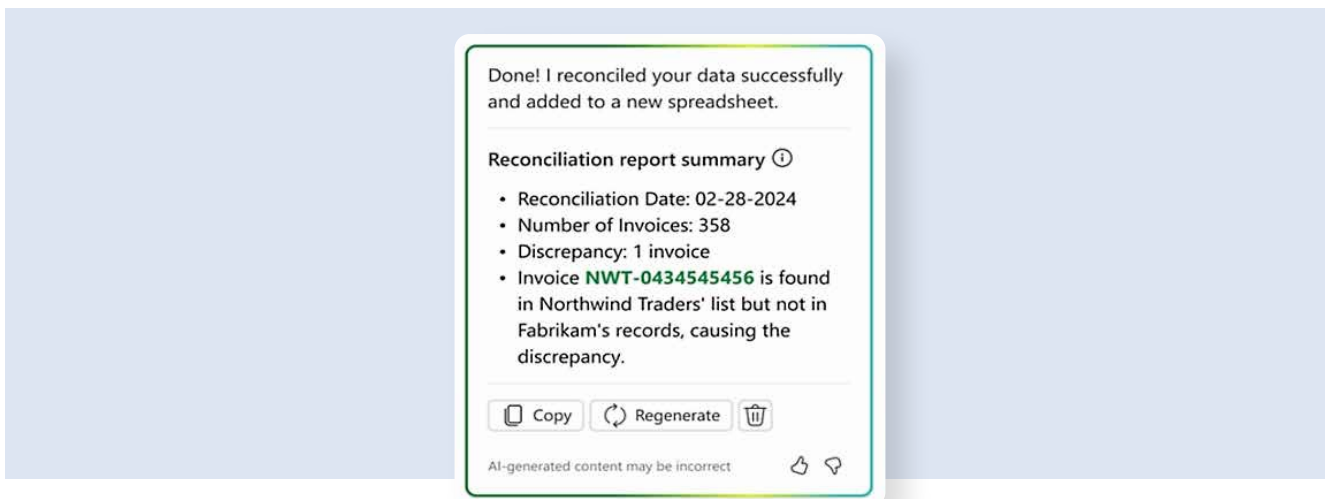 Done! I reconciled your data successfully
and added to a new spreadsheet.
Reconciliation report summary
• Reconciliation Date: 02-28-2024
• Number of Invoices: 358
• Discrepancy: 1 invoice
• Invoice NWT-0434545456 is found
in Northwind Traders' list but not in
Fabrikam's records, causing the
discrepancy.
Copy Regenerate
AI-generated content may be incorrect